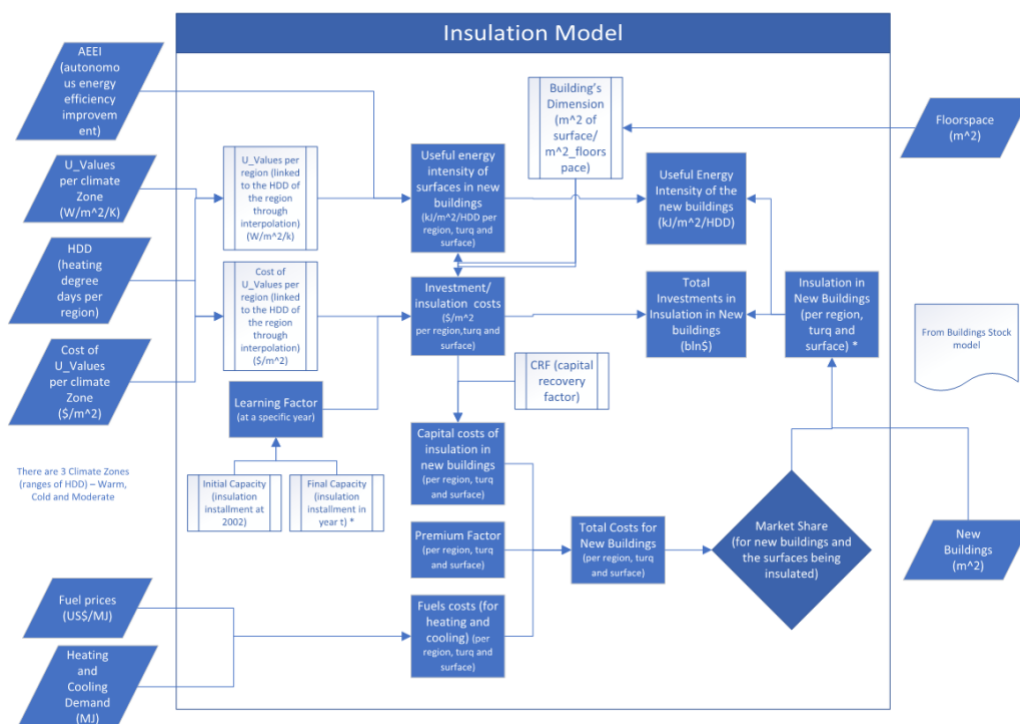 Insulation Model
AEEI
(autonomo
us energy
efficiency
improvem
ent)
U_Values
per climate
Zone
(W/m^2/K)
HDD
(heating
degree
days per
region)
Cost of
U_Values
per climate
Zone
($/m^2)
There are 3 Climate Zones
(ranges of HDD) – Warm,
Cold and Moderate
Fuel prices
(US$/MJ)
Heating
and
Cooling
Demand
(MJ)
U_Values per
region (linked
to the HDD of
the region
through
interpolation)
(W/m^2/k)
Cost of
U_Values per
region (linked
to the HDD of
the region
through
interpolation)
($/m^2)
Learning Factor
(at a specific year)
Initial Capacity
(insulation
installment at
2002)
Final Capacity
(insulation
installment in
year t) *
Useful energy
intensity of
surfaces in new
buildings
(kJ/m^2/HDD per
region, turq and
surface)
Investment/
insulation costs
($/m^2
per region,turq and
surface)
CRF (capital
recovery
factor)
Capital costs of
insulation in
new buildings
(per region, turq
and surface)
Premium Factor
(per region, turq
and surface)
Fuels costs (for
heating and
cooling) (per
region, turq and
surface)
Building's
Dimension
(m^2 of
surface/
m^2_floors
pace)
Useful Energy
Intensity of the
new buildings
(kJ/m^2/HDD)
Total
Investments in
Insulation in New
buildings
(bln$)
Insulation in
New Buildings
(per region,
turq and
surface) *
Total Costs for
New Buildings
(per region, turq
and surface)
Market Share
(for new buildings and
the surfaces being
insulated)
Floorspace
(m^2)
From Buildings Stock
model
New
Buildings
(m^2)